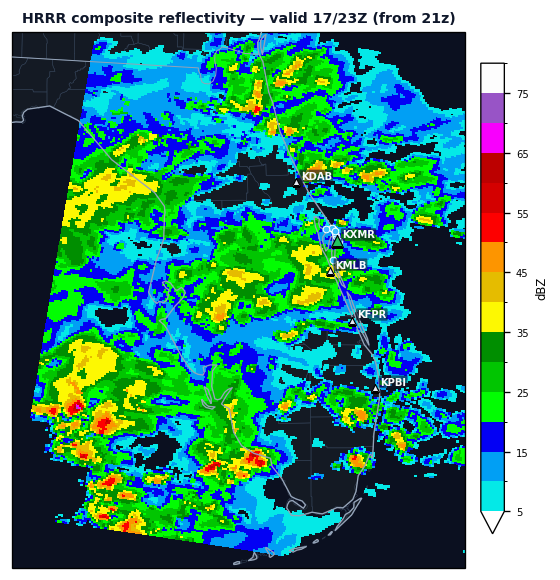 HRRR composite reflectivity — valid 17/23Z (from 21z)
KDAB
KXMR
KMLB
KFPR
KPBI
75
65
55
45
35
25
15
5
dBZ